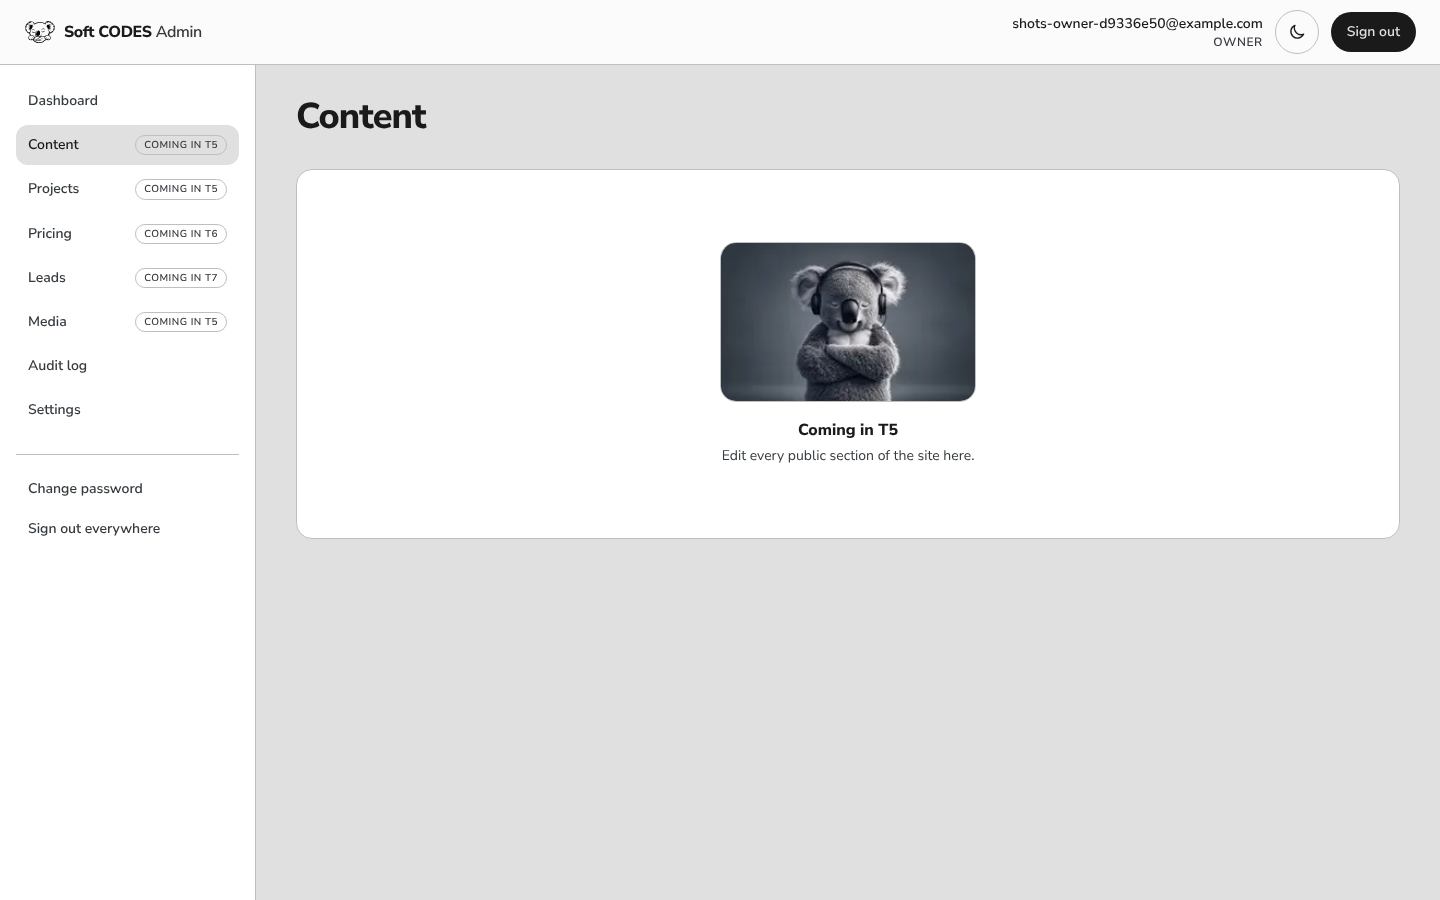 Soft CODES Admin
shots-owner-d9336e50@example.com
OWNER
Sign out
Dashboard
Content COMING IN T5
Projects COMING IN T5
Pricing COMING IN T6
Leads COMING IN T7
Media COMING IN T5
Audit log
Settings
Change password
Sign out everywhere
Content
Coming in T5
Edit every public section of the site here.